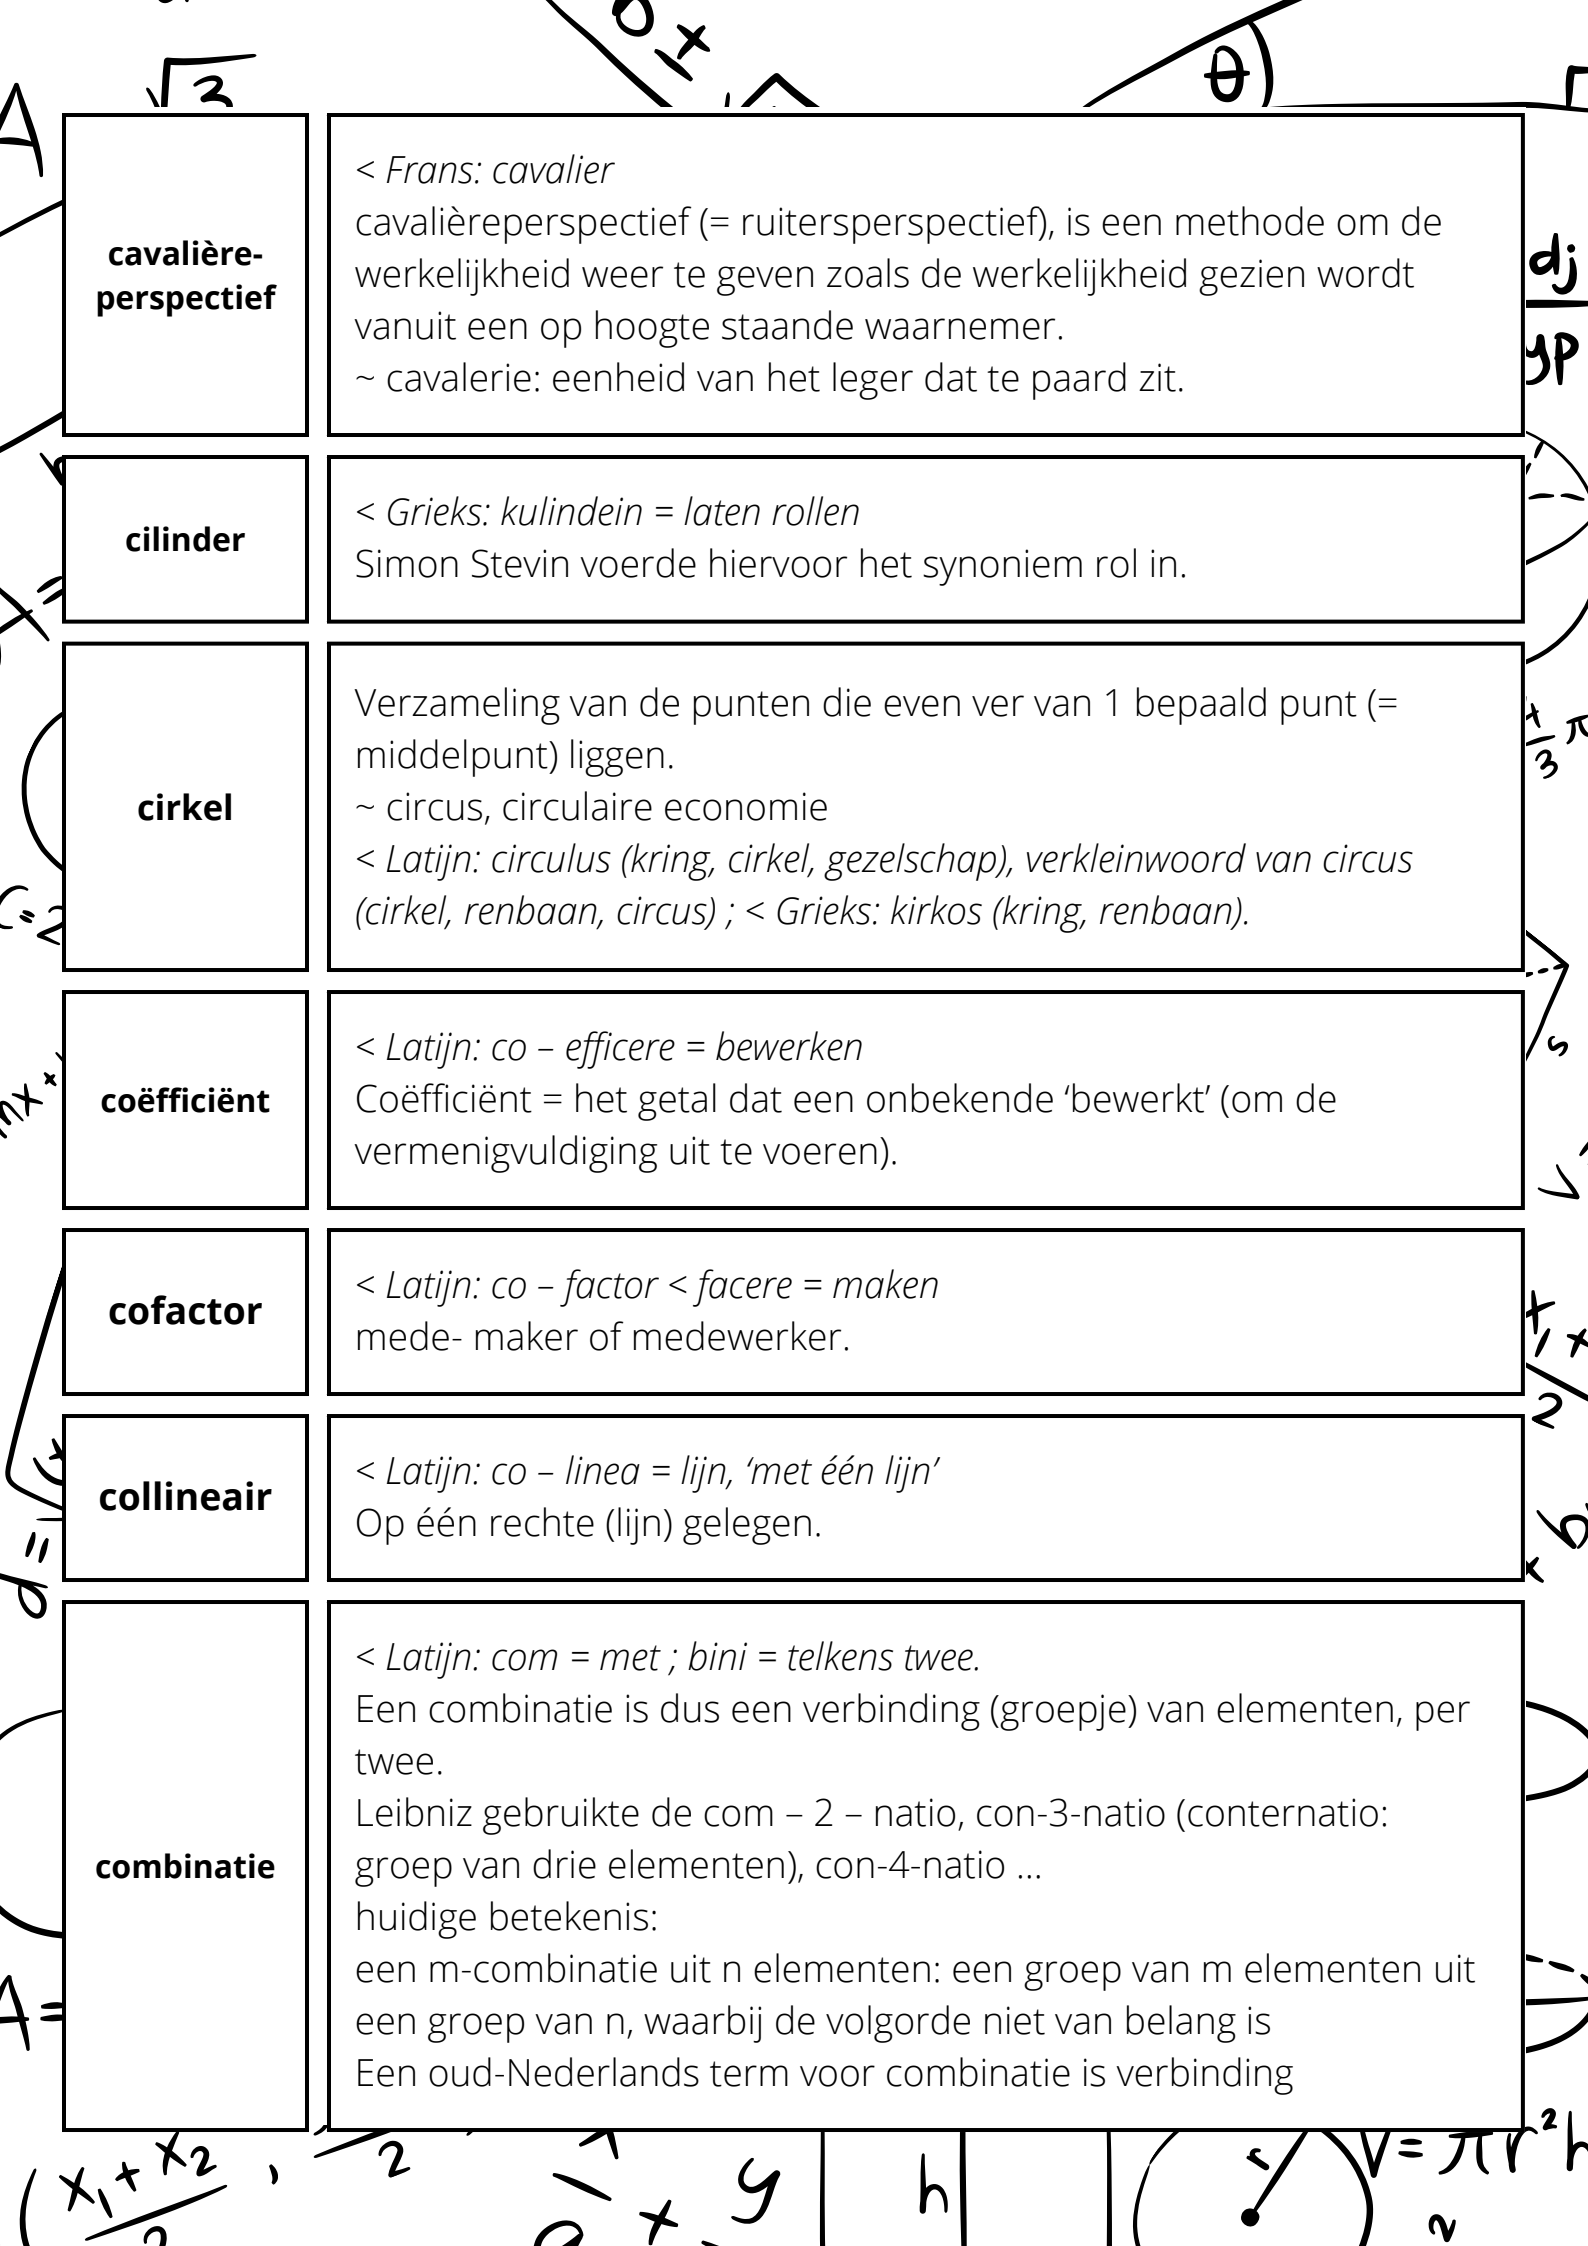 √3
θ
A
cavalière-
perspectief
< Frans: cavalier
cavalièreperspectief (= ruitersperspectief), is een methode om de
werkelijkheid weer te geven zoals de werkelijkheid gezien wordt
vanuit een op hoogte staande waarnemer.
~ cavalerie: eenheid van het leger dat te paard zit.
dj
yp
cilinder
< Grieks: kulindein = laten rollen
Simon Stevin voerde hiervoor het synoniem rol in.
cirkel
Verzameling van de punten die even ver van 1 bepaald punt (=
middelpunt) liggen.
~ circus, circulaire economie
< Latijn: circulus (kring, cirkel, gezelschap), verkleinwoord van circus
(cirkel, renbaan, circus) ; < Grieks: kirkos (kring, renbaan).
coëfficiënt
< Latijn: co – efficere = bewerken
Coëfficiënt = het getal dat een onbekende ‘bewerkt’ (om de
vermenigvuldiging uit te voeren).
s
cofactor
< Latijn: co – factor < facere = maken
mede- maker of medewerker.
collineair
< Latijn: co – linea = lijn, ‘met één lijn’
Op één rechte (lijn) gelegen.
combinatie
< Latijn: com = met ; bini = telkens twee.
Een combinatie is dus een verbinding (groepje) van elementen, per
twee.
Leibniz gebruikte de com – 2 – natio, con-3-natio (conternatio:
groep van drie elementen), con-4-natio ...
huidige betekenis:
een m-combinatie uit n elementen: een groep van m elementen uit
een groep van n, waarbij de volgorde niet van belang is
Een oud-Nederlands term voor combinatie is verbinding
A=
x₁ + x₂
2
y
h
r
V= πr²h